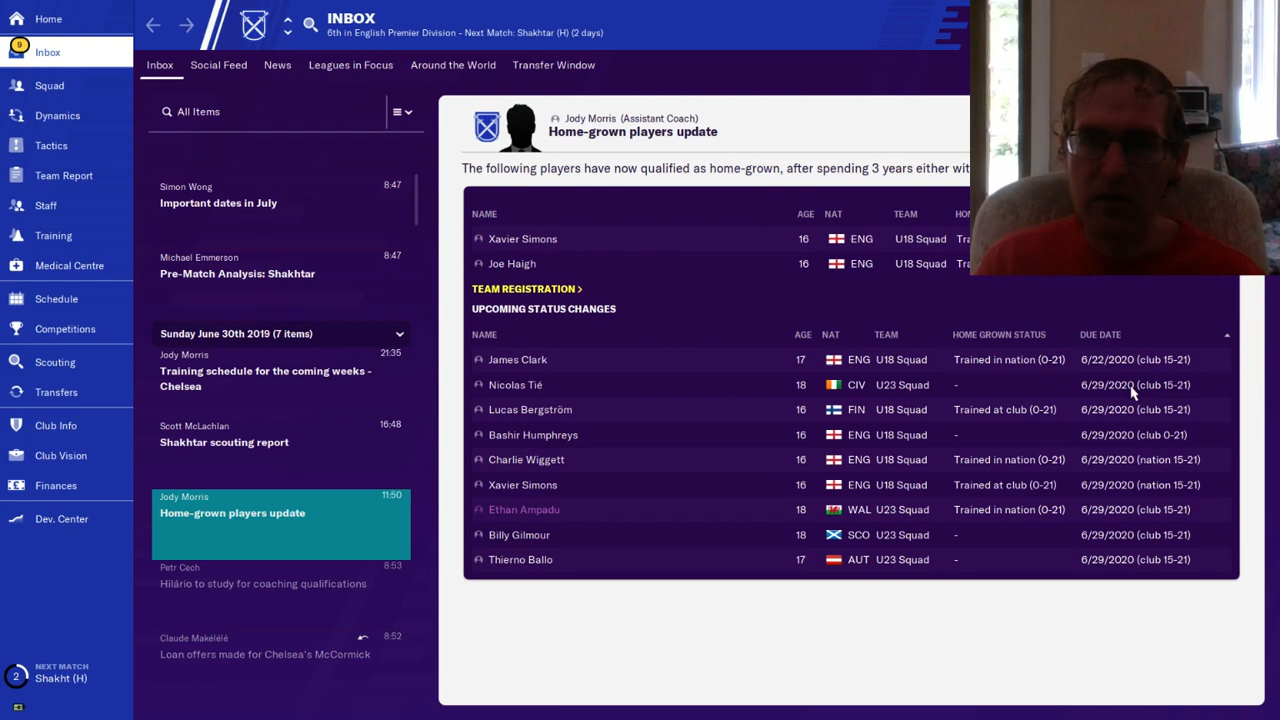 Home
9
Inbox
Squad
Dynamics
Tactics
Team Report
Staff
Training
Medical Centre
Schedule
Competitions
Scouting
Transfers
Club Info
Club Vision
Finances
Dev. Center
2
NEXT MATCH
Shakht (H)
INBOX
6th in English Premier Division - Next Match: Shakhtar (H) (2 days)
Inbox Social Feed News Leagues in Focus Around the World Transfer Window
All Items
Simon Wong 8:47
Important dates in July
Michael Emmerson 8:47
Pre-Match Analysis: Shakhtar
Sunday June 30th 2019 (7 items)
Jody Morris 21:35
Training schedule for the coming weeks -
Chelsea
Scott McLachlan 16:48
Shakhtar scouting report
Jody Morris 11:50
Home-grown players update
Petr Cech 8:53
Hilário to study for coaching qualifications
Claude Makélélé 8:52
Loan offers made for Chelsea's McCormick
Jody Morris (Assistant Coach)
Home-grown players update
The following players have now qualified as home-grown, after spending 3 years either wit
NAME AGE NAT TEAM HOM
Xavier Simons 16 ENG U18 Squad Tra
Joe Haigh 16 ENG U18 Squad Tra
TEAM REGISTRATION >
UPCOMING STATUS CHANGES
NAME AGE NAT TEAM HOME GROWN STATUS DUE DATE
James Clark 17 ENG U18 Squad Trained in nation (0-21) 6/22/2020 (club 15-21)
Nicolas Tié 18 CIV U23 Squad - 6/29/2020 (club 15-21)
Lucas Bergström 16 FIN U18 Squad Trained at club (0-21) 6/29/2020 (club 15-21)
Bashir Humphreys 16 ENG U18 Squad - 6/29/2020 (club 0-21)
Charlie Wiggett 16 ENG U18 Squad Trained in nation (0-21) 6/29/2020 (nation 15-21)
Xavier Simons 16 ENG U18 Squad Trained at club (0-21) 6/29/2020 (nation 15-21)
Ethan Ampadu 18 WAL U23 Squad Trained in nation (0-21) 6/29/2020 (club 15-21)
Billy Gilmour 18 SCO U23 Squad - 6/29/2020 (club 15-21)
Thierno Ballo 17 AUT U23 Squad - 6/29/2020 (club 15-21)